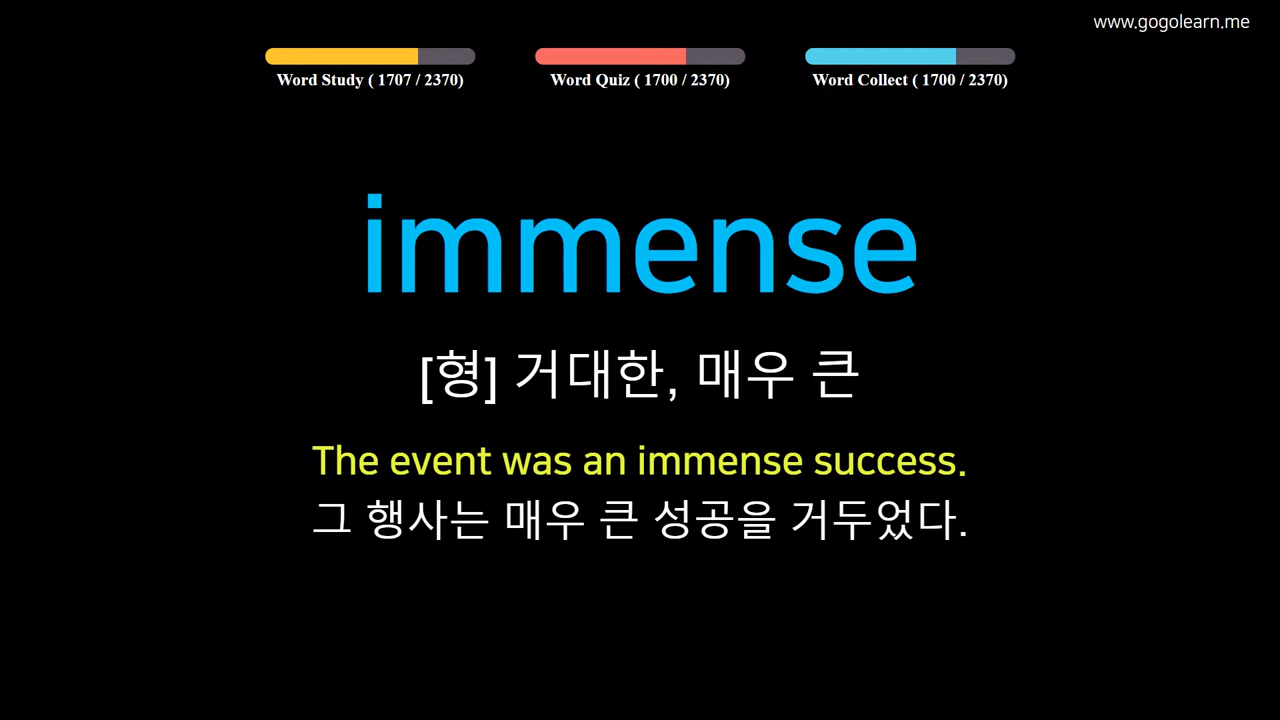 www.gogolearn.me
Word Study ( 1707 / 2370)
Word Quiz ( 1700 / 2370)
Word Collect ( 1700 / 2370)
immense
[형] 거대한, 매우 큰
The event was an immense success.
그 행사는 매우 큰 성공을 거두었다.